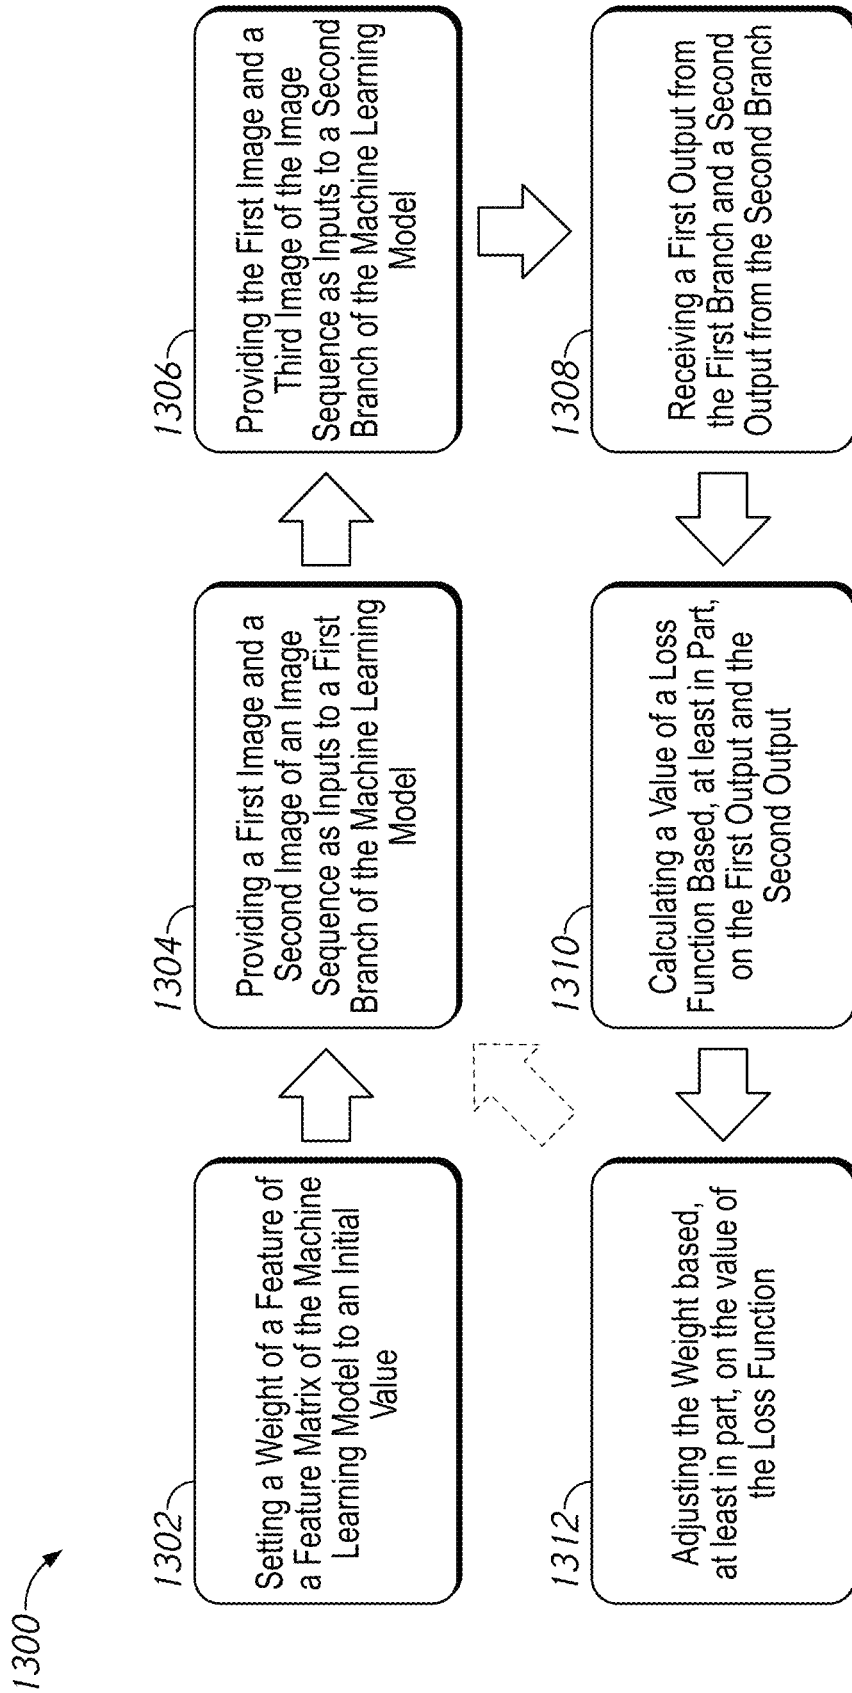 1300
1302
Setting a Weight of a Feature of
a Feature Matrix of the Machine
Learning Model to an Initial
Value
1304
Providing a First Image and a
Second Image of an Image
Sequence as Inputs to a First
Branch of the Machine Learning
Model
1306
Providing the First Image and a
Third Image of the Image
Sequence as Inputs to a Second
Branch of the Machine Learning
Model
1308
Receiving a First Output from
the First Branch and a Second
Output from the Second Branch
1310
Calculating a Value of a Loss
Function Based, at least in Part,
on the First Output and the
Second Output
1312
Adjusting the Weight based,
at least in part, on the value of
the Loss Function